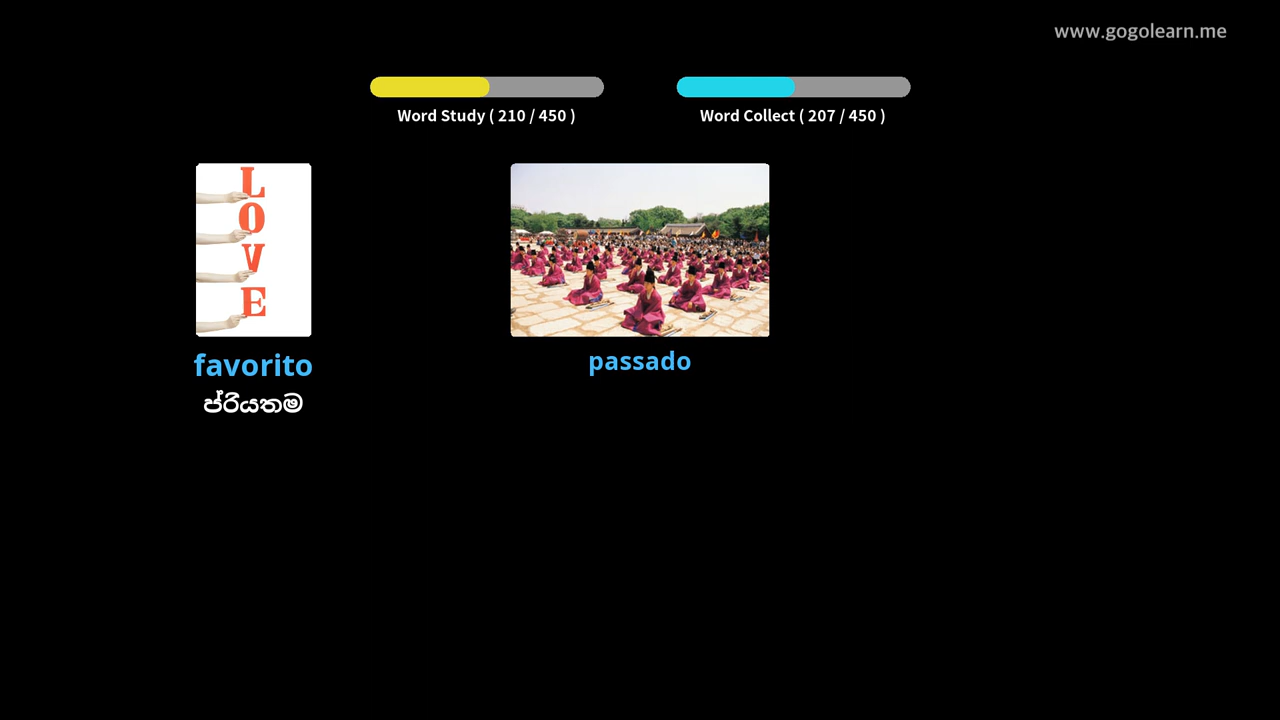 www.gogolearn.me
Word Study ( 210 / 450 )
Word Collect ( 207 / 450 )
L
O
V
E
favorito
ප්රියතම
passado